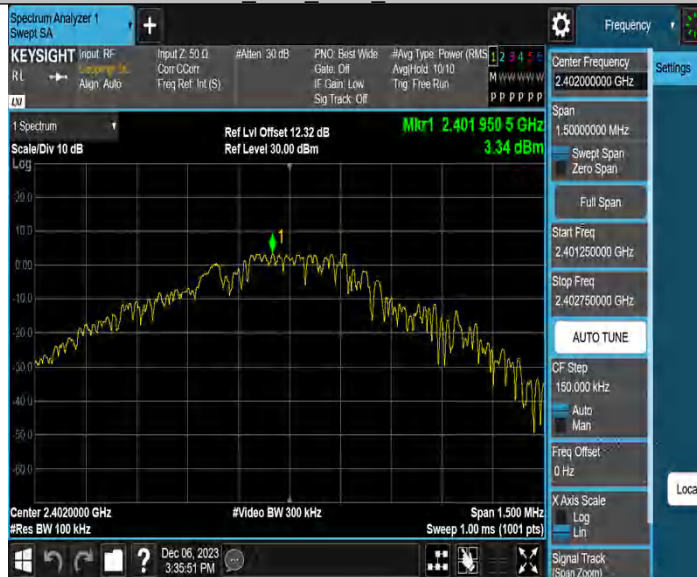 Spectrum Analyzer 1
Swept SA
Frequency
KEYSIGHT
Input: RF
Input Z: 50 Ω
#Atten: 30 dB
PNO: Best Wide
#Avg Type: Power (RMS
1 2 3 4 5 6
RL
Corr CCorr
Gate: Off
Avg|Hold: 10/10
M W W W W W
Align: Auto
Freq Ref: Int (S)
IF Gain: Low
Trig: Free Run
Sig Track: Off
P P P P P P
LXI
1 Spectrum
Ref Lvl Offset 12.32 dB
Mkr1 2.401 950 5 GHz
Scale/Div 10 dB
Ref Level 30.00 dBm
3.34 dBm
Log
20.0
10.0
1
0.00
-10.0
-20.0
-30.0
-40.0
-50.0
-60.0
Center 2.4020000 GHz
#Video BW 300 kHz
Span 1.500 MHz
#Res BW 100 kHz
Sweep 1.00 ms (1001 pts)
?
Dec 06, 2023
3:35:51 PM
Center Frequency
2.402000000 GHz
Settings
Span
1.50000000 MHz
Swept Span
Zero Span
Full Span
Start Freq
2.401250000 GHz
Stop Freq
2.402750000 GHz
AUTO TUNE
CF Step
150.000 kHz
Auto
Man
Freq Offset
0 Hz
Loca
X Axis Scale
Log
Lin
Signal Track
(Span Zoom)